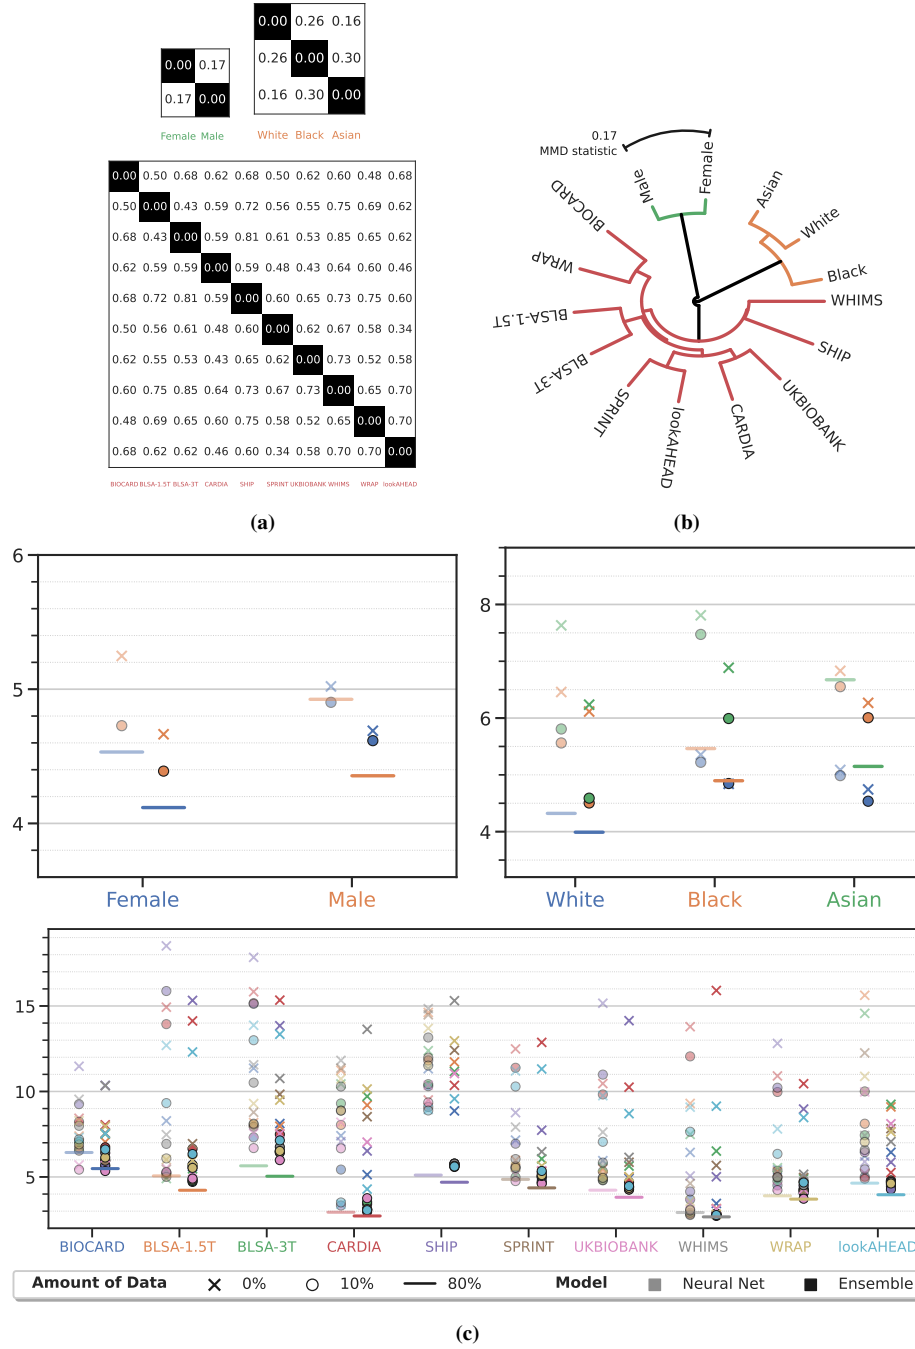 0.00 0.26 0.16
0.00 0.17
0.26 0.00 0.30
0.17 0.00
0.16 0.30 0.00
Female Male
White Black Asian
0.00 0.50 0.68 0.62 0.68 0.50 0.62 0.60 0.48 0.68
0.50 0.00 0.43 0.59 0.72 0.56 0.55 0.75 0.69 0.62
0.68 0.43 0.00 0.59 0.81 0.61 0.53 0.85 0.65 0.62
0.62 0.59 0.59 0.00 0.59 0.48 0.43 0.64 0.60 0.46
0.68 0.72 0.81 0.59 0.00 0.60 0.65 0.73 0.75 0.60
0.50 0.56 0.61 0.48 0.60 0.00 0.62 0.67 0.58 0.34
0.62 0.55 0.53 0.43 0.65 0.62 0.00 0.73 0.52 0.58
0.60 0.75 0.85 0.64 0.73 0.67 0.73 0.00 0.65 0.70
0.48 0.69 0.65 0.60 0.75 0.58 0.52 0.65 0.00 0.70
0.68 0.62 0.62 0.46 0.60 0.34 0.58 0.70 0.70 0.00
BIOCARD BLSA-1.5T BLSA-3T CARDIA SHIP SPRINT UKBIOBANK WHIMS WRAP lookAHEAD
(a)
0.17
MMD statistic
Male
Female
Asian
White
Black
WHIMS
SHIP
UKBIOBANK
CARDIA
lookAHEAD
SPRINT
BLSA-3T
BLSA-1.5T
WRAP
BIOCARD
(b)
6
5
4
Female Male
8
6
4
White Black Asian
15
10
5
BIOCARD BLSA-1.5T BLSA-3T CARDIA SHIP SPRINT UKBIOBANK WHIMS WRAP lookAHEAD
Amount of Data 0% 10% 80% Model Neural Net Ensemble
(c)